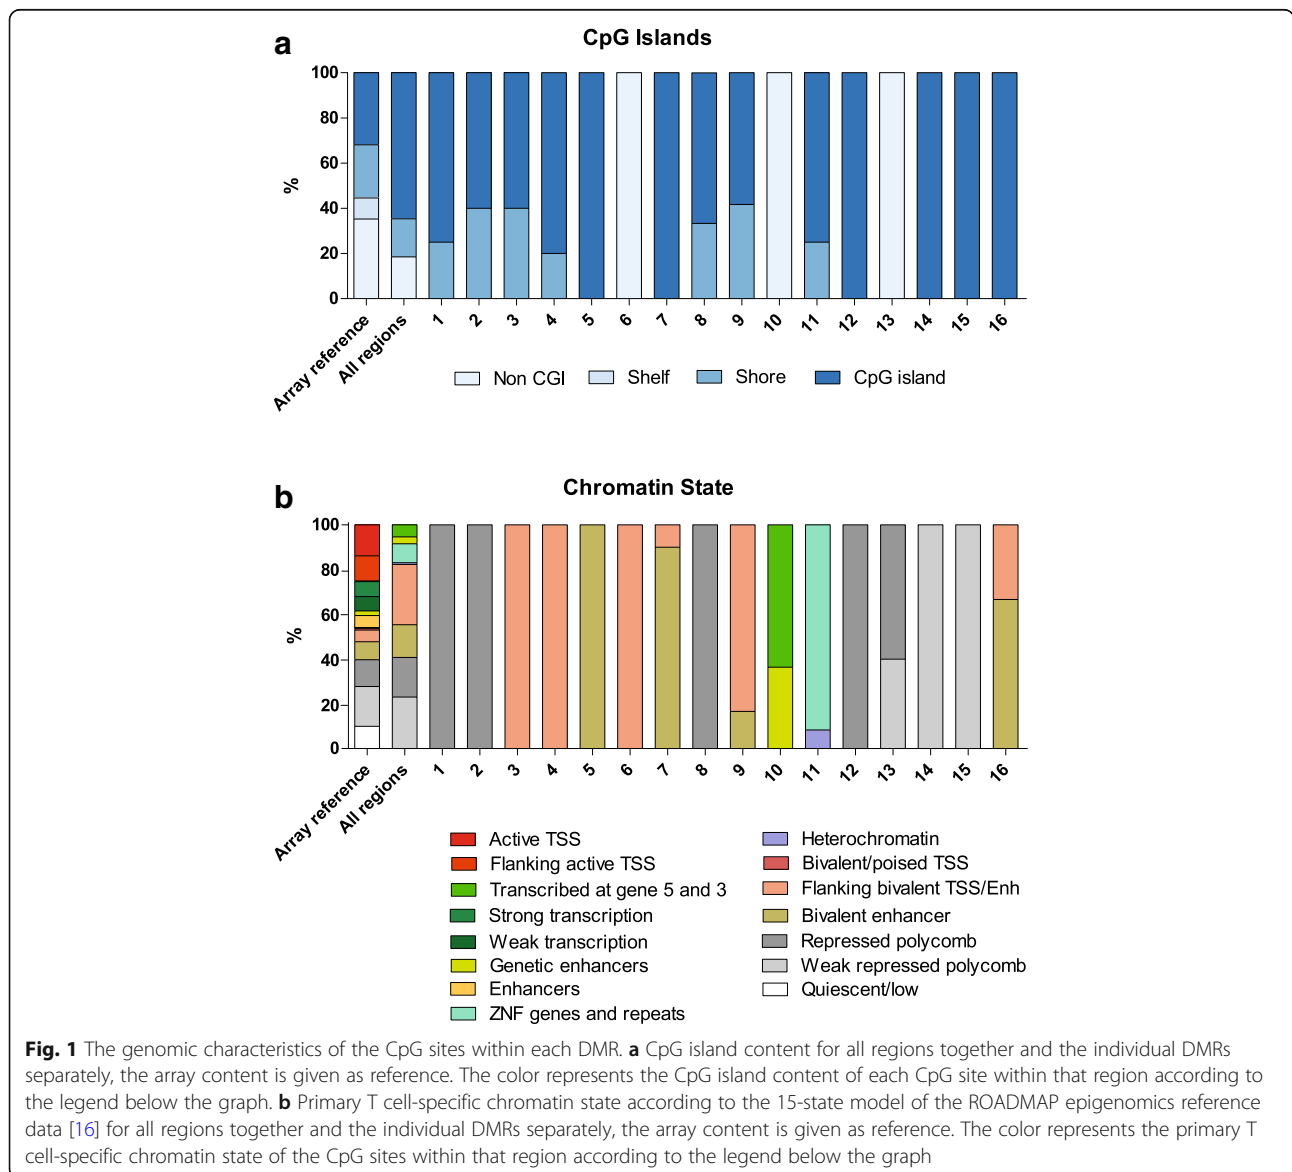 a
CpG Islands
100
80
60
40
20
0
%
Array reference
All regions
1 2 3 4 5 6 7 8 9 10 11 12 13 14 15 16
Non CGI Shelf Shore CpG island
b
Chromatin State
100
80
60
40
20
0
%
Array reference
All regions
1 2 3 4 5 6 7 8 9 10 11 12 13 14 15 16
Active TSS
Flanking active TSS
Transcribed at gene 5 and 3
Strong transcription
Weak transcription
Genetic enhancers
Enhancers
ZNF genes and repeats
Heterochromatin
Bivalent/poised TSS
Flanking bivalent TSS/Enh
Bivalent enhancer
Repressed polycomb
Weak repressed polycomb
Quiescent/low
Fig. 1 The genomic characteristics of the CpG sites within each DMR. a CpG island content for all regions together and the individual DMRs
separately, the array content is given as reference. The color represents the CpG island content of each CpG site within that region according to
the legend below the graph. b Primary T cell-specific chromatin state according to the 15-state model of the ROADMAP epigenomics reference
data [16] for all regions together and the individual DMRs separately, the array content is given as reference. The color represents the primary T
cell-specific chromatin state of the CpG sites within that region according to the legend below the graph